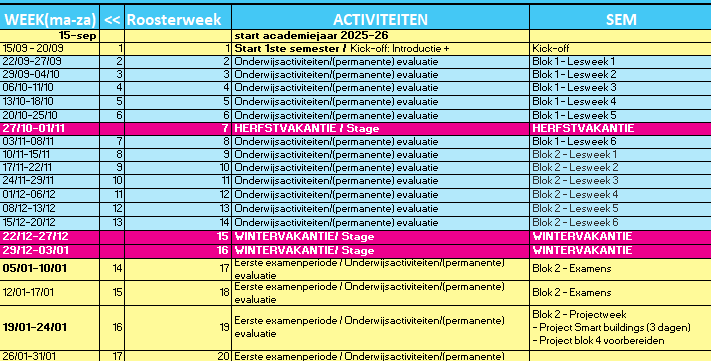 WEEK(ma-za) << Roosterweek ACTIVITEITEN SEM
15-sep start academiejaar 2025-26
15/09 - 20/09 1 1 Start 1ste semester / Kick-off: Introductie + Kick-off
22/09-27/09 2 2 Onderwijsactiviteiten/(permanente) evaluatie Blok 1 - Lesweek 1
29/09-04/10 3 3 Onderwijsactiviteiten/(permanente) evaluatie Blok 1 - Lesweek 2
06/10-11/10 4 4 Onderwijsactiviteiten/(permanente) evaluatie Blok 1 - Lesweek 3
13/10-18/10 5 5 Onderwijsactiviteiten/(permanente) evaluatie Blok 1 - Lesweek 4
20/10-25/10 6 6 Onderwijsactiviteiten/(permanente) evaluatie Blok 1- Lesweek 5
27/10-01/11 7 HERFSTVAKANTIE / Stage HERFSTVAKANTIE
03/11-08/11 7 8 Onderwijsactiviteiten/(permanente) evaluatie Blok 1- Lesweek 6
10/11-15/11 8 9 Onderwijsactiviteiten/(permanente) evaluatie Blok 2 - Lesweek 1
17/11-22/11 9 10 Onderwijsactiviteiten/(permanente) evaluatie Blok 2 - Lesweek 2
24/11-29/11 10 11 Onderwijsactiviteiten/(permanente) evaluatie Blok 2 - Lesweek 3
01/12-06/12 11 12 Onderwijsactiviteiten/(permanente) evaluatie Blok 2 - Lesweek 4
08/12-13/12 12 13 Onderwijsactiviteiten/(permanente) evaluatie Blok 2 - Lesweek 5
15/12-20/12 13 14 Onderwijsactiviteiten/(permanente) evaluatie Blok 2 - Lesweek 6
22/12-27/12 15 WINTERVAKANTIE/ Stage WINTERVAKANTIE
29/12-03/01 16 WINTERVAKANTIE/ Stage WINTERVAKANTIE
05/01-10/01 14 17 Eerste examenperiode / Onderwijsactiviteiten/(permanente)
evaluatie Blok 2 - Examens
12/01-17/01 15 18 Eerste examenperiode / Onderwijsactiviteiten/(permanente)
evaluatie Blok 2 - Examens
19/01-24/01 16 19 Eerste examenperiode / Onderwijsactiviteiten/(permanente)
evaluatie Blok 2 - Projectweek
- Project Smart buildings (3 dagen)
- Project blok 4 voorbereiden
26/01-31/01 17 20 Eerste examenperiode / Onderwijsactiviteiten/(permanente)